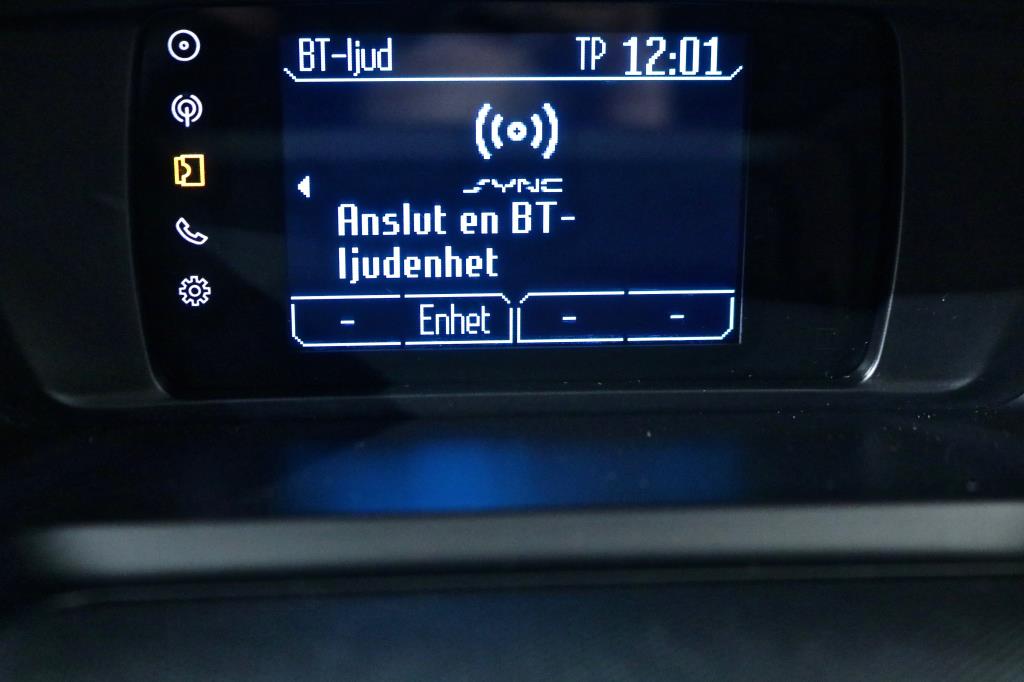 BT-ljud TP 12:01
SYNC
Anslut en BT-
ljudenhet
- Enhet - -